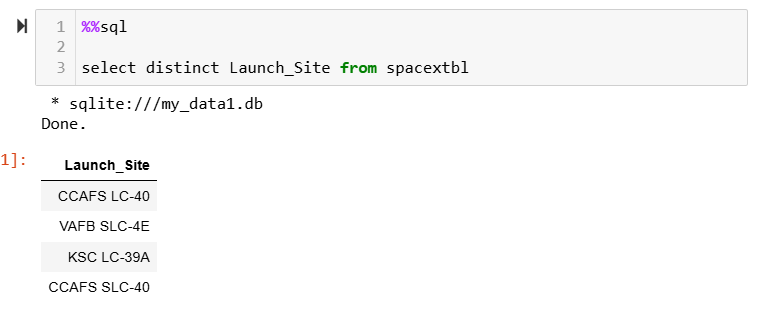 1 %%sql
2
3 select distinct Launch_Site from spacextbl
* sqlite:///my_data1.db
Done.
1]:
Launch_Site
CCAFS LC-40
VAFB SLC-4E
KSC LC-39A
CCAFS SLC-40